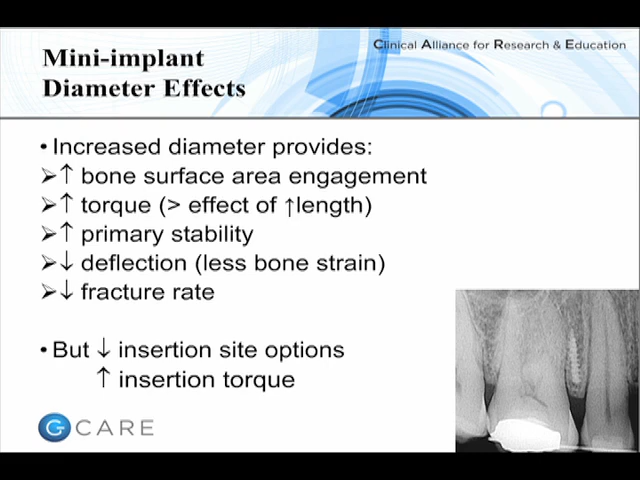 Clinical Alliance for Research & Education
Mini-implant
Diameter Effects
• Increased diameter provides:
➢↑ bone surface area engagement
➢↑ torque (> effect of ↑length)
➢↑ primary stability
➢↓ deflection (less bone strain)
➢↓ fracture rate
• But ↓ insertion site options
↑ insertion torque
G CARE